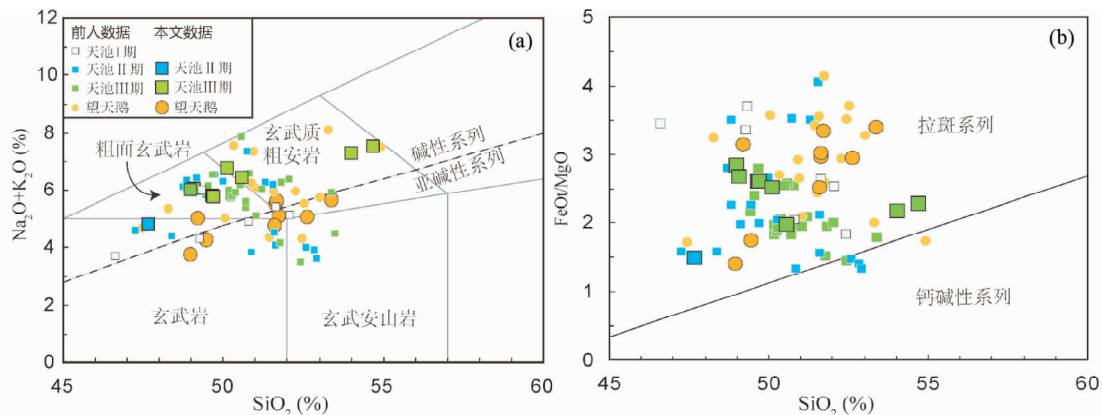 12
10
8
6
4
2
0
Na₂O+K₂O (%)
前人数据 本文数据
天池I期
天池II期 天池II期
天池III期 天池III期
望天鹅 望天鹅
(a)
玄武质
粗安岩
粗面玄武岩
碱性系列
亚碱性系列
玄武岩
玄武安山岩
45 50 55 60
SiO₂ (%)
5
4
3
2
1
0
FeOt/MgO
(b)
拉斑系列
钙碱性系列
45 50 55 60
SiO₂ (%)